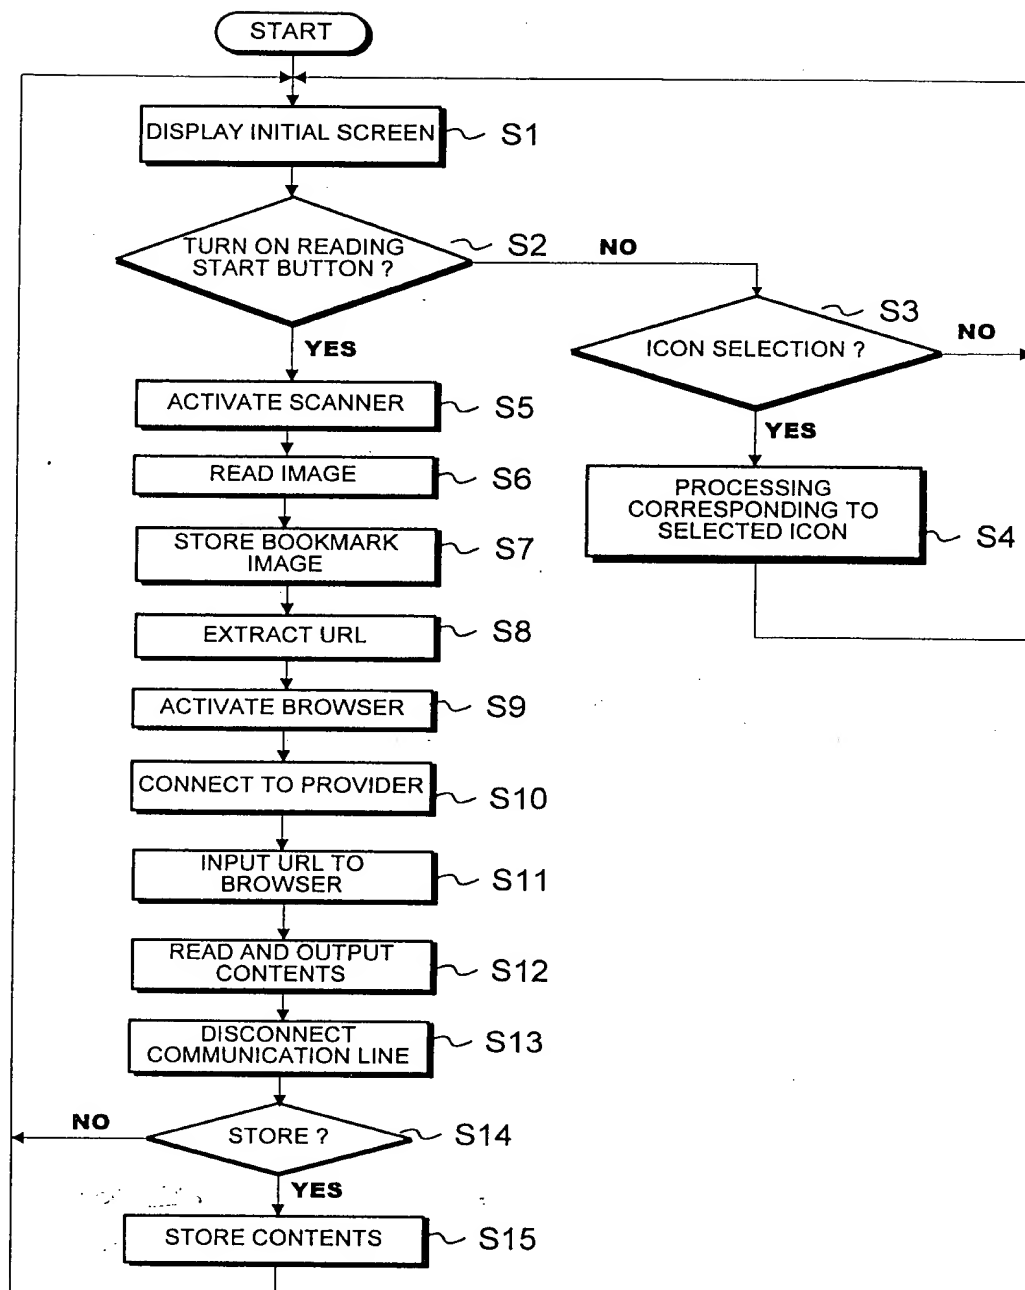 START
DISPLAY INITIAL SCREEN
S1
TURN ON READING
START BUTTON ?
S2
NO
S3
ICON SELECTION ?
NO
YES
YES
ACTIVATE SCANNER
S5
READ IMAGE
S6
PROCESSING
CORRESPONDING TO
SELECTED ICON
S4
STORE BOOKMARK
IMAGE
S7
EXTRACT URL
S8
ACTIVATE BROWSER
S9
CONNECT TO PROVIDER
S10
INPUT URL TO
BROWSER
S11
READ AND OUTPUT
CONTENTS
S12
DISCONNECT
COMMUNICATION LINE
S13
NO
STORE ?
S14
YES
STORE CONTENTS
S15